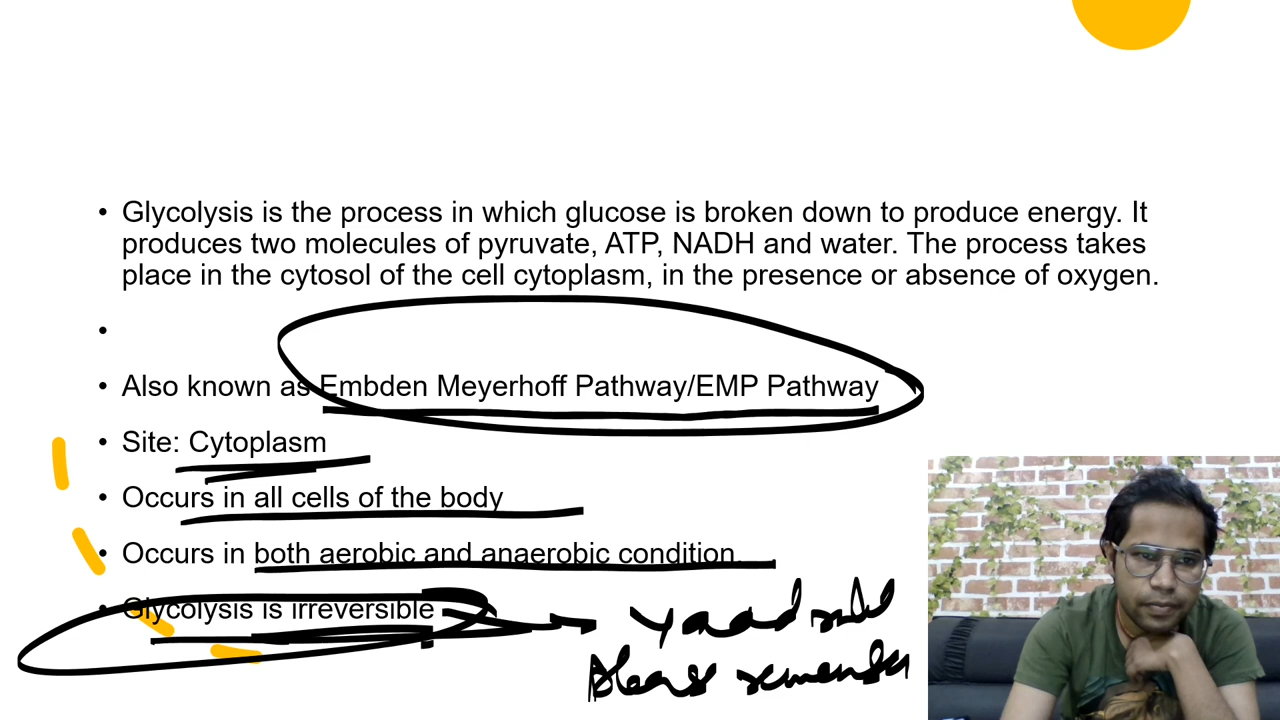 • Glycolysis is the process in which glucose is broken down to produce energy. It
produces two molecules of pyruvate, ATP, NADH and water. The process takes
place in the cytosol of the cell cytoplasm, in the presence or absence of oxygen.
•
• Also known as Embden Meyerhoff Pathway/EMP Pathway
• Site: Cytoplasm
• Occurs in all cells of the body
• Occurs in both aerobic and anaerobic condition
• Glycolysis is irreversible
yaad
please remember